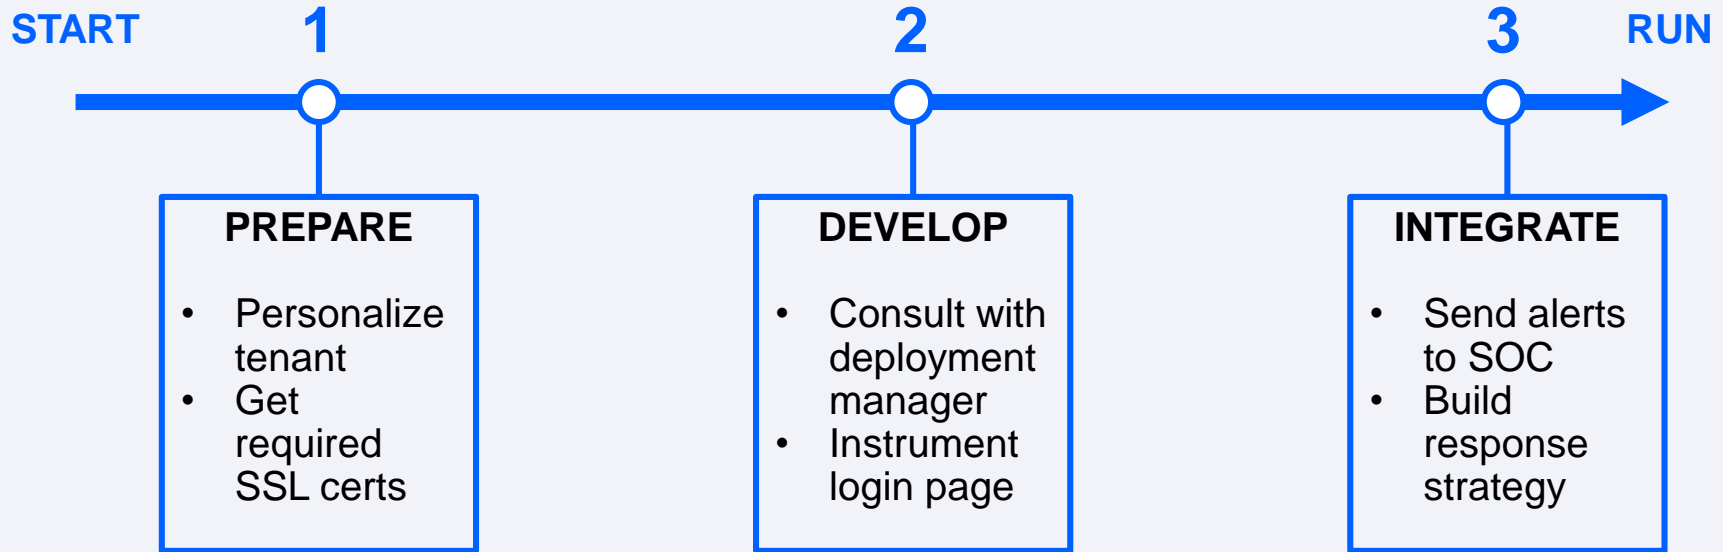 START
1
2
3
RUN
PREPARE
• Personalize
tenant
• Get
required
SSL certs
DEVELOP
• Consult with
deployment
manager
• Instrument
login page
INTEGRATE
• Send alerts
to SOC
• Build
response
strategy